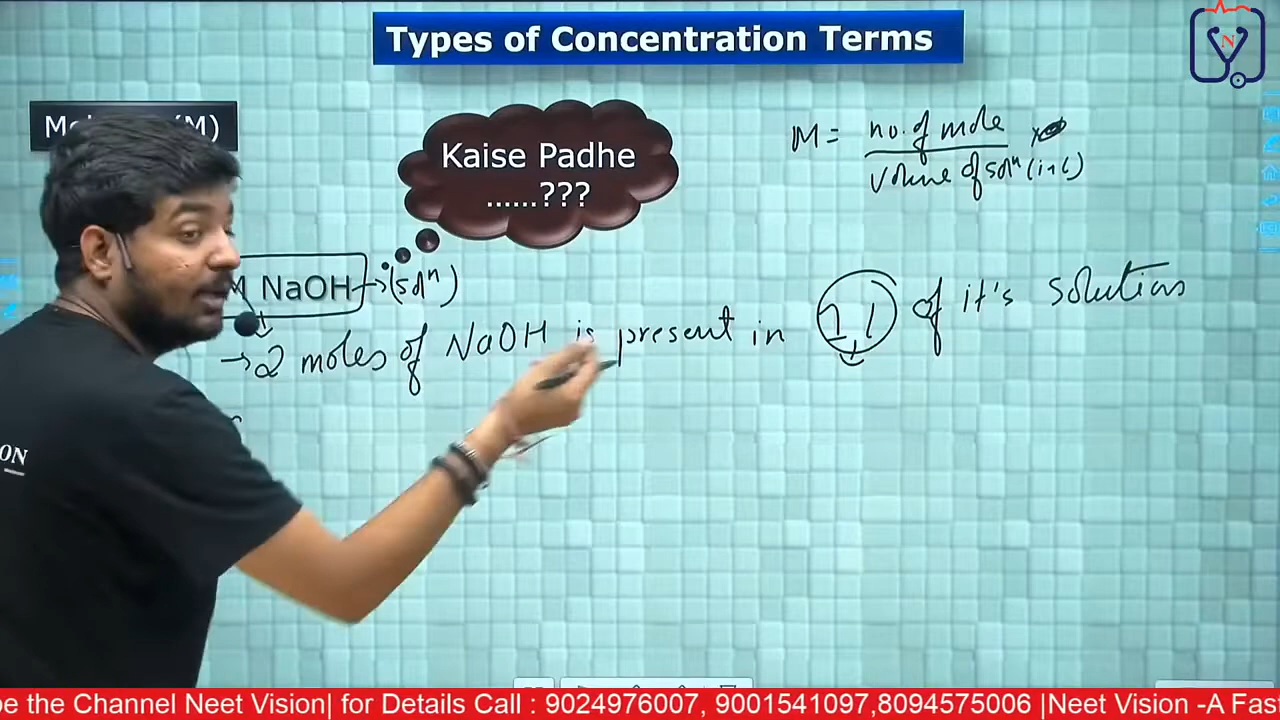 Types of Concentration Terms
(M)
Kaise Padhe
......???
M = no. of mole
volume of solⁿ (in L)
M NaOH → (solⁿ)
→ 2 moles of NaOH is present in 1 L of it's solution
ON
N
be the Channel Neet Vision| for Details Call : 9024976007, 9001541097,8094575006 |Neet Vision -A Fas